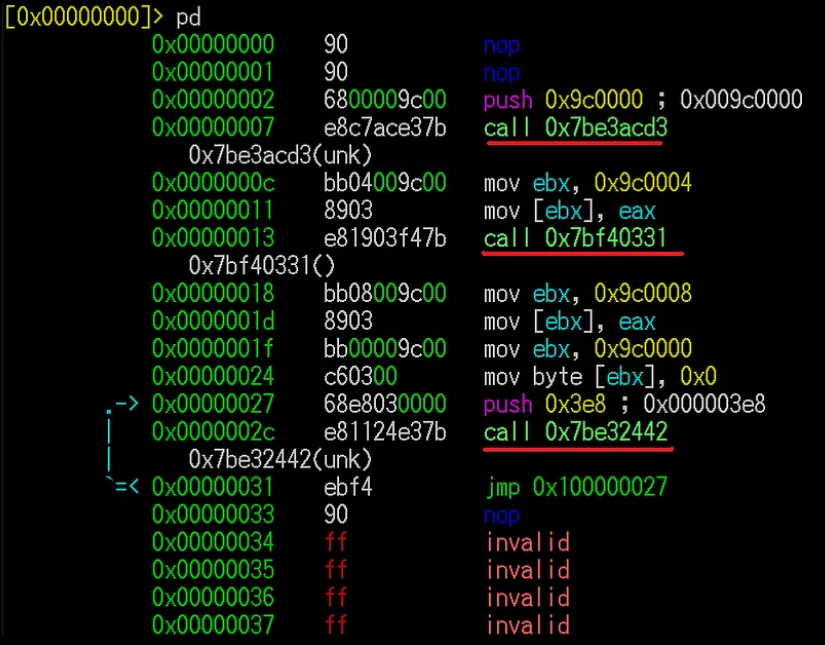 [0x00000000]> pd
0x00000000 90 nop
0x00000001 90 nop
0x00000002 6800009c00 push 0x9c0000 ; 0x009c0000
0x00000007 e8c7ace37b call 0x7be3acd3
0x7be3acd3(unk)
0x0000000c bb04009c00 mov ebx, 0x9c0004
0x00000011 8903 mov [ebx], eax
0x00000013 e81903f47b call 0x7bf40331
0x7bf40331()
0x00000018 bb08009c00 mov ebx, 0x9c0008
0x0000001d 8903 mov [ebx], eax
0x0000001f bb00009c00 mov ebx, 0x9c0000
0x00000024 c60300 mov byte [ebx], 0x0
.-> 0x00000027 68e8030000 push 0x3e8 ; 0x000003e8
| 0x0000002c e81124e37b call 0x7be32442
| 0x7be32442(unk)
`=< 0x00000031 ebf4 jmp 0x100000027
0x00000033 90 nop
0x00000034 ff invalid
0x00000035 ff invalid
0x00000036 ff invalid
0x00000037 ff invalid